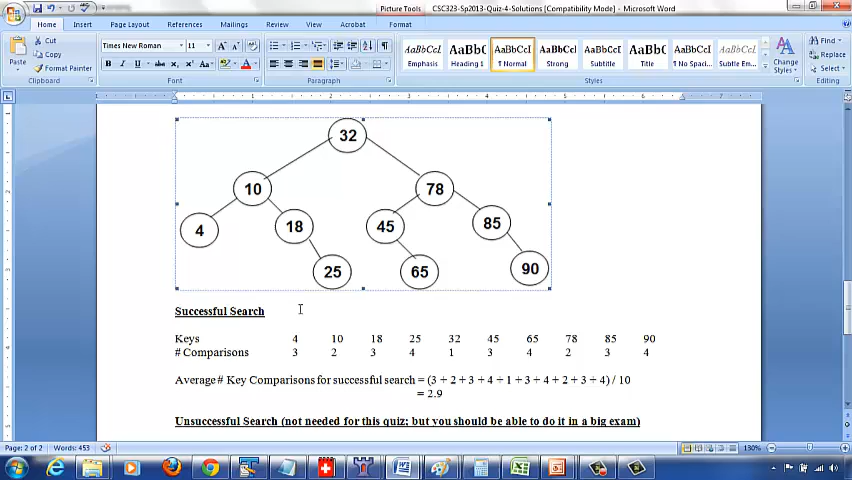 Picture Tools
CSC323-Sp2013-Quiz-4-Solutions [Compatibility Mode] - Microsoft Word
Home Insert Page Layout References Mailings Review View Acrobat Format
Cut
Copy
Format Painter
Paste
Clipboard
Times New Roman 11
Font
Paragraph
AaBbCcL AaBbC AaBbCcI AaBbCcI AaBbCcI AaBbC AaBbCcI AaBbCcL
Emphasis Heading 1 ¶ Normal Strong Subtitle Title ¶ No Spaci... Subtle Em...
Styles
Change
Styles
Find
Replace
Select
Editing
32
10 78
4 18 45 85
25 65 90
Successful Search
Keys 4 10 18 25 32 45 65 78 85 90
# Comparisons 3 2 3 4 1 3 4 2 3 4
Average # Key Comparisons for successful search = (3 + 2 + 3 + 4 + 1 + 3 + 4 + 2 + 3 + 4) / 10
= 2.9
Unsuccessful Search (not needed for this quiz; but you should be able to do it in a big exam)
Page: 2 of 2 Words: 453 130%